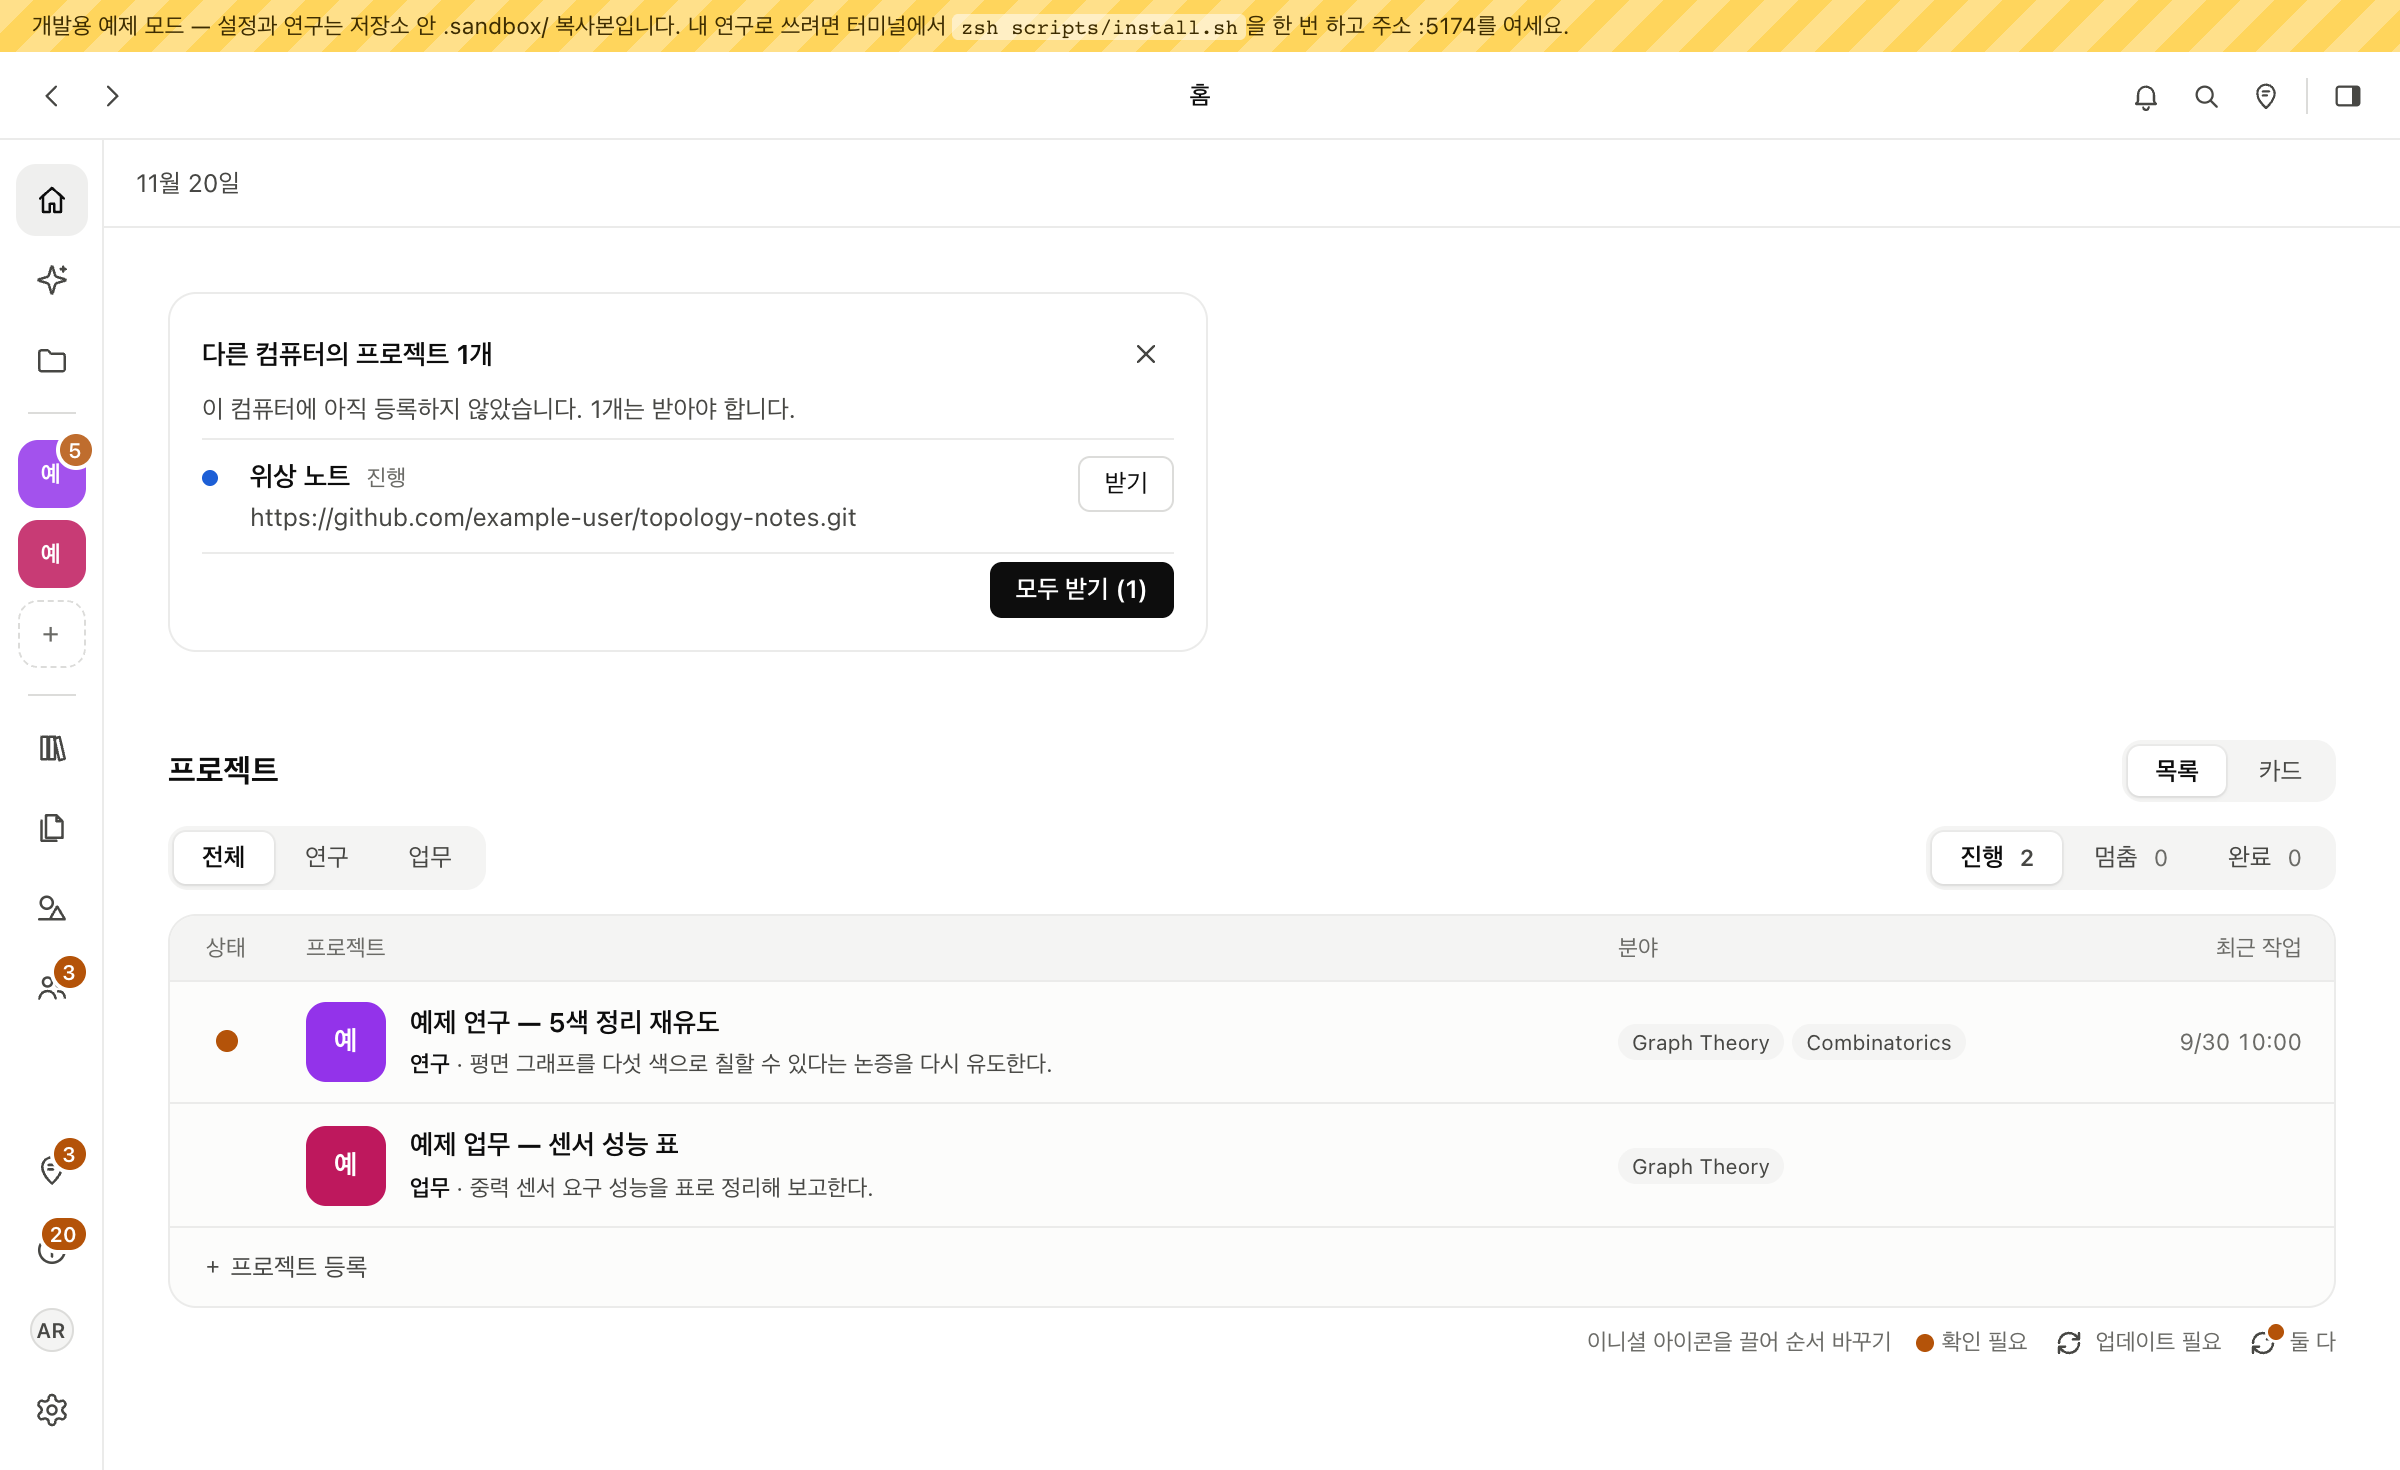 개발용 예제 모드 — 설정과 연구는 저장소 안 .sandbox/ 복사본입니다. 내 연구로 쓰려면 터미널에서 zsh scripts/install.sh을 한 번 하고 주소 :5174를 여세요.
홈
11월 20일
다른 컴퓨터의 프로젝트 1개
이 컴퓨터에 아직 등록하지 않았습니다. 1개는 받아야 합니다.
위상 노트 진행
받기
https://github.com/example-user/topology-notes.git
모두 받기 (1)
예 5
예
+
3
3
20
AR
프로젝트
목록 카드
전체 연구 업무
진행 2 멈춤 0 완료 0
상태 프로젝트 분야 최근 작업
예 예제 연구 — 5색 정리 재유도
연구 · 평면 그래프를 다섯 색으로 칠할 수 있다는 논증을 다시 유도한다.
Graph Theory Combinatorics 9/30 10:00
예 예제 업무 — 센서 성능 표
업무 · 중력 센서 요구 성능을 표로 정리해 보고한다.
Graph Theory
+ 프로젝트 등록
이니셜 아이콘을 끌어 순서 바꾸기 확인 필요 업데이트 필요 둘 다